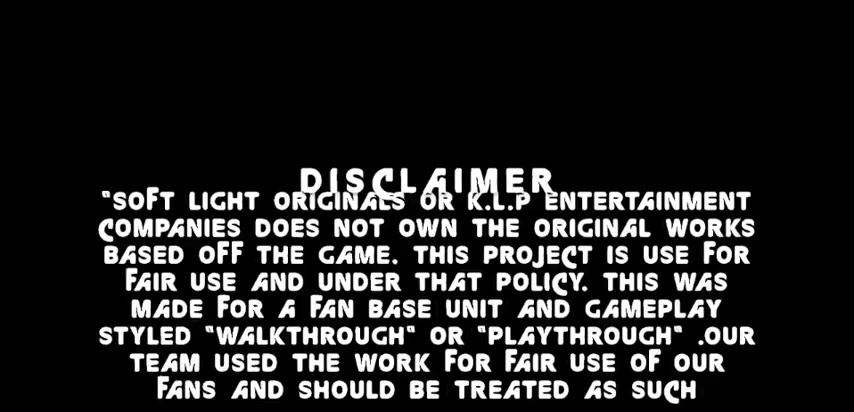 DISCLAIMER
"SOFT LIGHT ORIGINALS OR K.L.P ENTERTAINMENT
COMPANIES DOES NOT OWN THE ORIGINAL WORKS
BASED OFF THE GAME. THIS PROJECT IS USE FOR
FAIR USE AND UNDER THAT POLICY. THIS WAS
MADE FOR A FAN BASE UNIT AND GAMEPLAY
STYLED "WALKTHROUGH" OR "PLAYTHROUGH" .OUR
TEAM USED THE WORK FOR FAIR USE OF OUR
FANS AND SHOULD BE TREATED AS SUCH